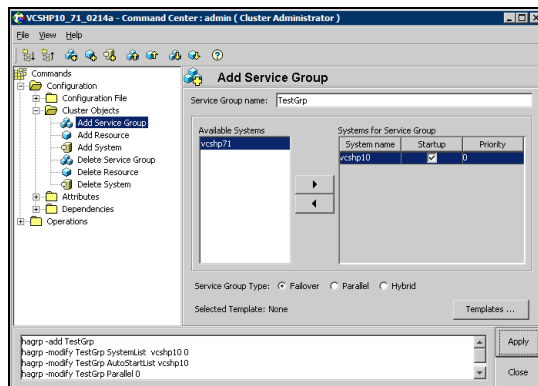 VCSHP10_71_0214a - Command Center : admin ( Cluster Administrator )
File View Help
Commands
Configuration
Configuration File
Cluster Objects
Add Service Group
Add Resource
Add System
Delete Service Group
Delete Resource
Delete System
Attributes
Dependencies
Operations
Add Service Group
Service Group name: TestGrp
Available Systems
vcshp71
Systems for Service Group
System name Startup Priority
vcshp10 0
Service Group Type: Failover Parallel Hybrid
Selected Template: None
Templates ...
hagrp -add TestGrp
hagrp -modify TestGrp SystemList vcshp10 0
hagrp -modify TestGrp AutoStartList vcshp10
hagrp -modify TestGrp Parallel 0
Apply
Close